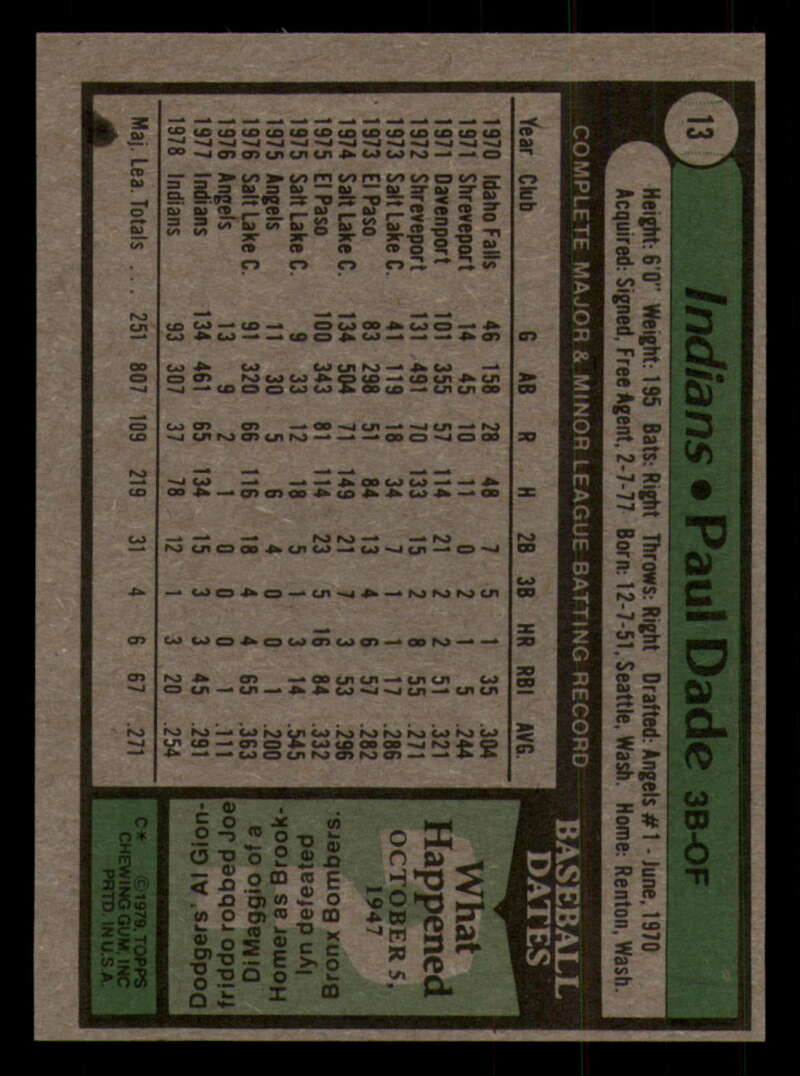 13
Indians • Paul Dade 3B-OF
Height: 6'0" Weight: 195 Bats: Right Throws: Right Drafted: Angels #1 - June, 1970
Acquired: Signed, Free Agent, 2-7-77 Born: 12-7-51, Seattle, Wash. Home: Renton, Wash.
COMPLETE MAJOR & MINOR LEAGUE BATTING RECORD
Year Club G AB R H 2B 3B HR RBI AVG.
1970 Idaho Falls 46 158 28 48 7 5 1 35 .304
1971 Shreveport 14 45 10 11 0 2 1 5 .244
1971 Davenport 101 355 57 114 21 2 2 51 .321
1972 Shreveport 131 491 70 133 15 2 8 55 .271
1973 Salt Lake C. 41 119 18 34 7 1 1 17 .286
1973 El Paso 83 298 51 84 13 4 6 57 .282
1974 Salt Lake C. 134 504 71 149 21 7 3 53 .296
1975 El Paso 100 343 81 114 23 5 16 84 .332
1975 Salt Lake C. 9 33 12 18 5 1 3 14 .545
1975 Angels 11 30 5 6 4 0 0 1 .200
1976 Salt Lake C. 91 320 66 116 18 4 4 65 .363
1976 Angels 13 9 2 1 0 0 0 1 .111
1977 Indians 134 461 65 134 15 3 3 45 .291
1978 Indians 93 307 37 78 12 1 3 20 .254
Maj. Lea. Totals .... 251 807 109 219 31 4 6 67 .271
BASEBALL
DATES
What
Happened
OCTOBER 5,
1947
Dodgers' Al Gion-
friddo robbed Joe
DiMaggio of a
Homer as Brook-
lyn defeated
Bronx Bombers.
C* ©1979, TOPPS
CHEWING GUM, INC
PRTD. IN U.S.A.